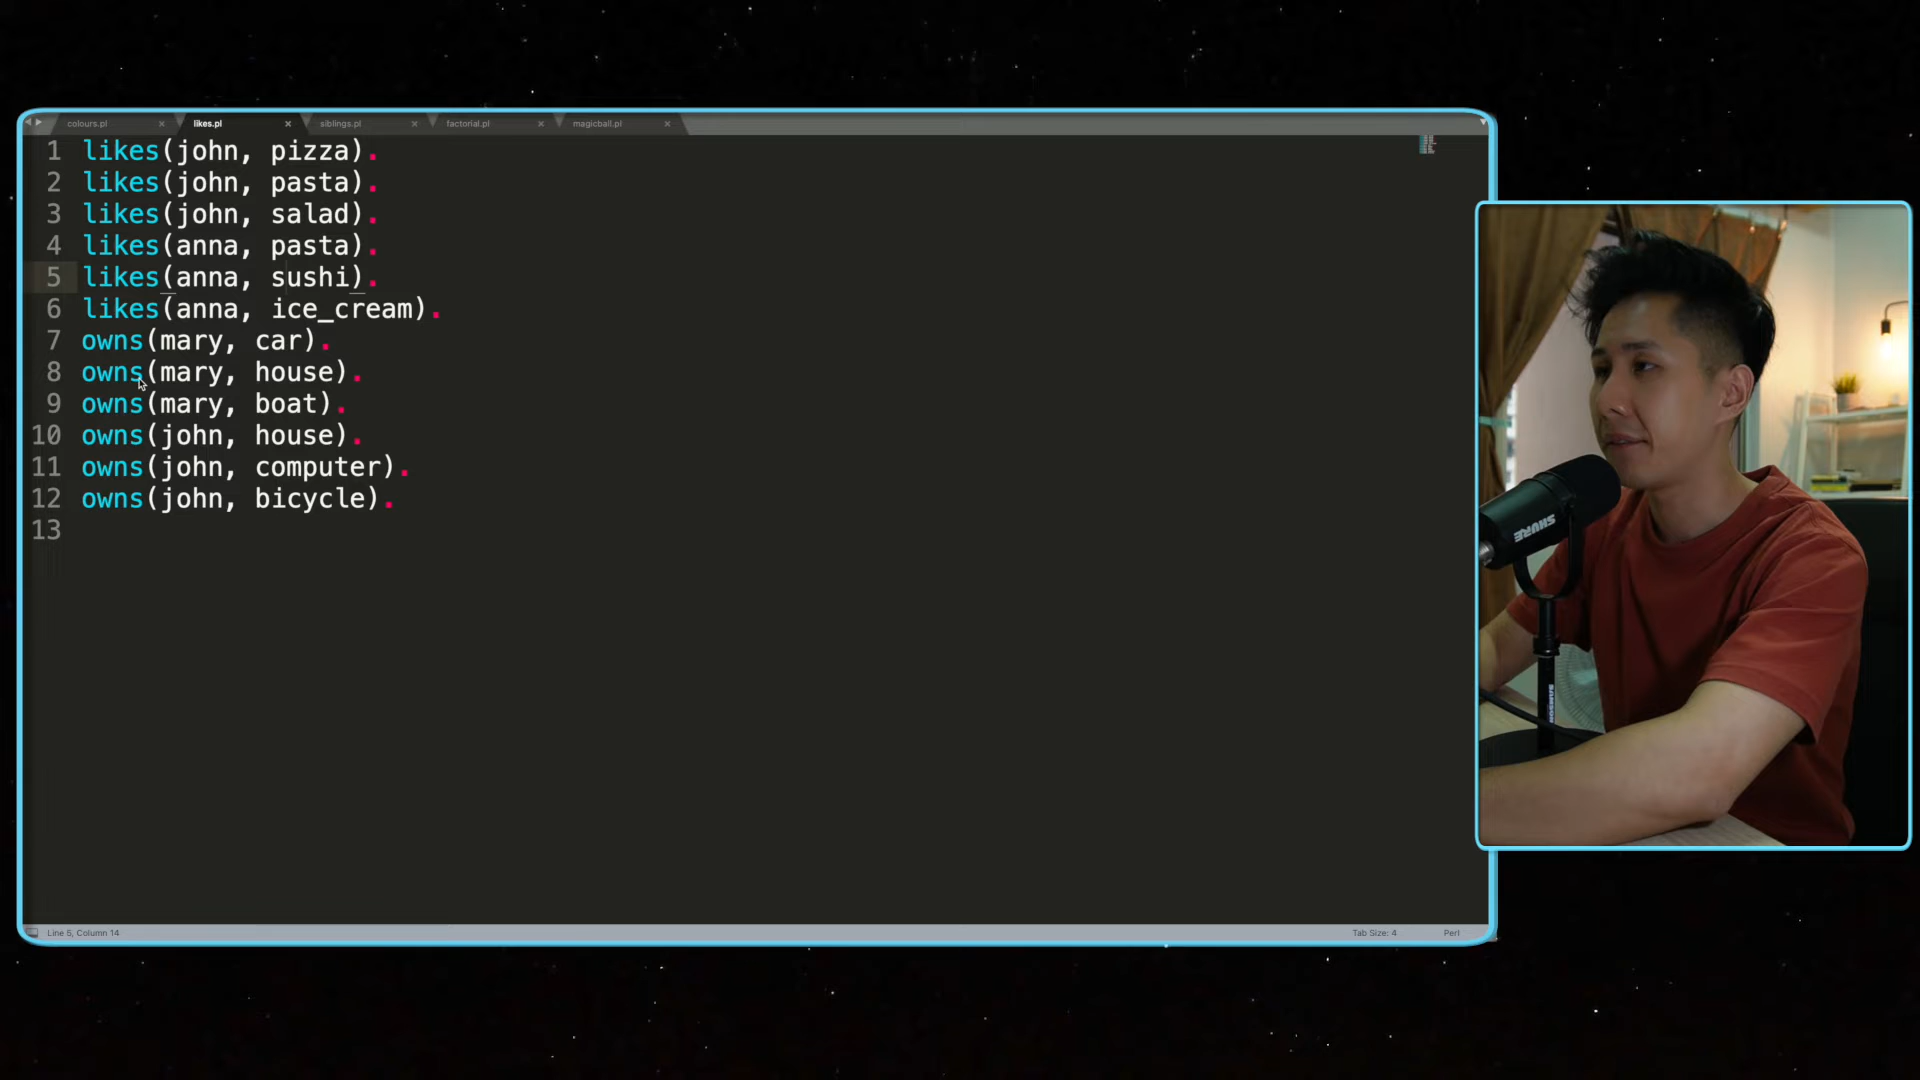 colours.pl
likes.pl
siblings.pl
factorial.pl
magicball.pl
1 likes(john, pizza).
2 likes(john, pasta).
3 likes(john, salad).
4 likes(anna, pasta).
5 likes(anna, sushi).
6 likes(anna, ice_cream).
7 owns(mary, car).
8 owns(mary, house).
9 owns(mary, boat).
10 owns(john, house).
11 owns(john, computer).
12 owns(john, bicycle).
13
SHURE
SAMSON
Line 5, Column 14
Tab Size: 4
Perl